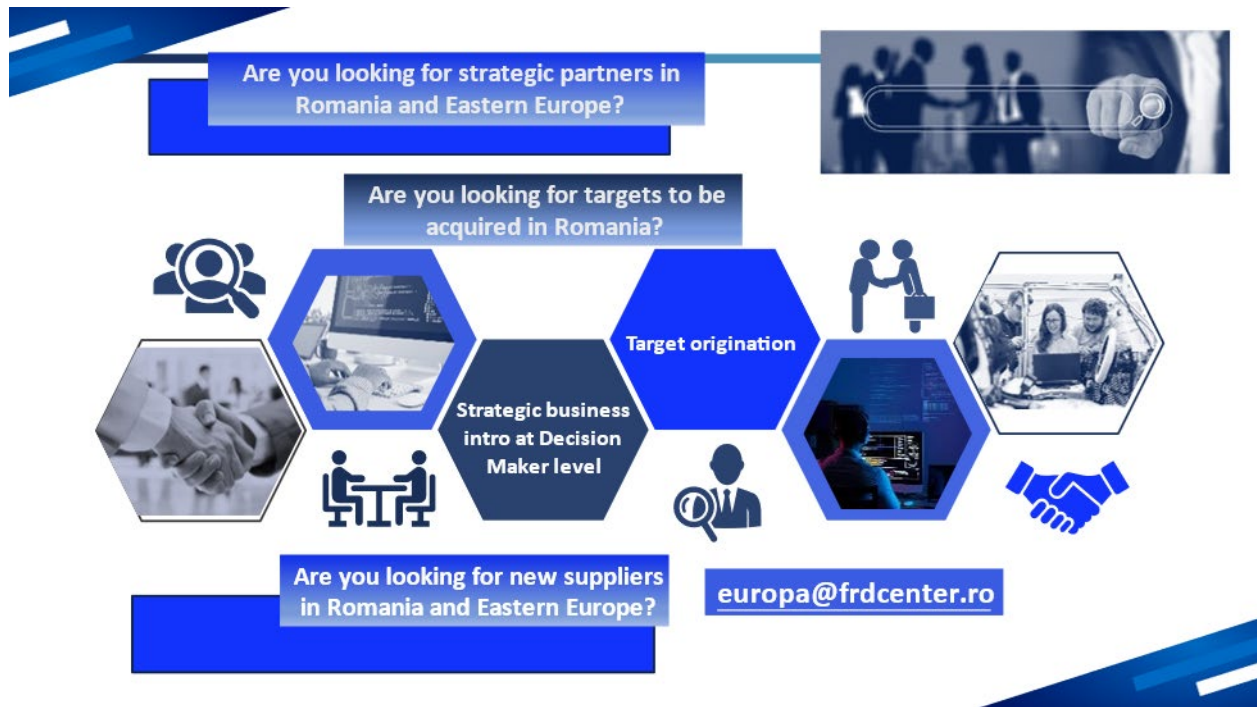 Are you looking for strategic partners in
Romania and Eastern Europe?
Are you looking for targets to be
acquired in Romania?
Target origination
Strategic business
intro at Decision
Maker level
Are you looking for new suppliers
in Romania and Eastern Europe?
europa@frdcenter.ro